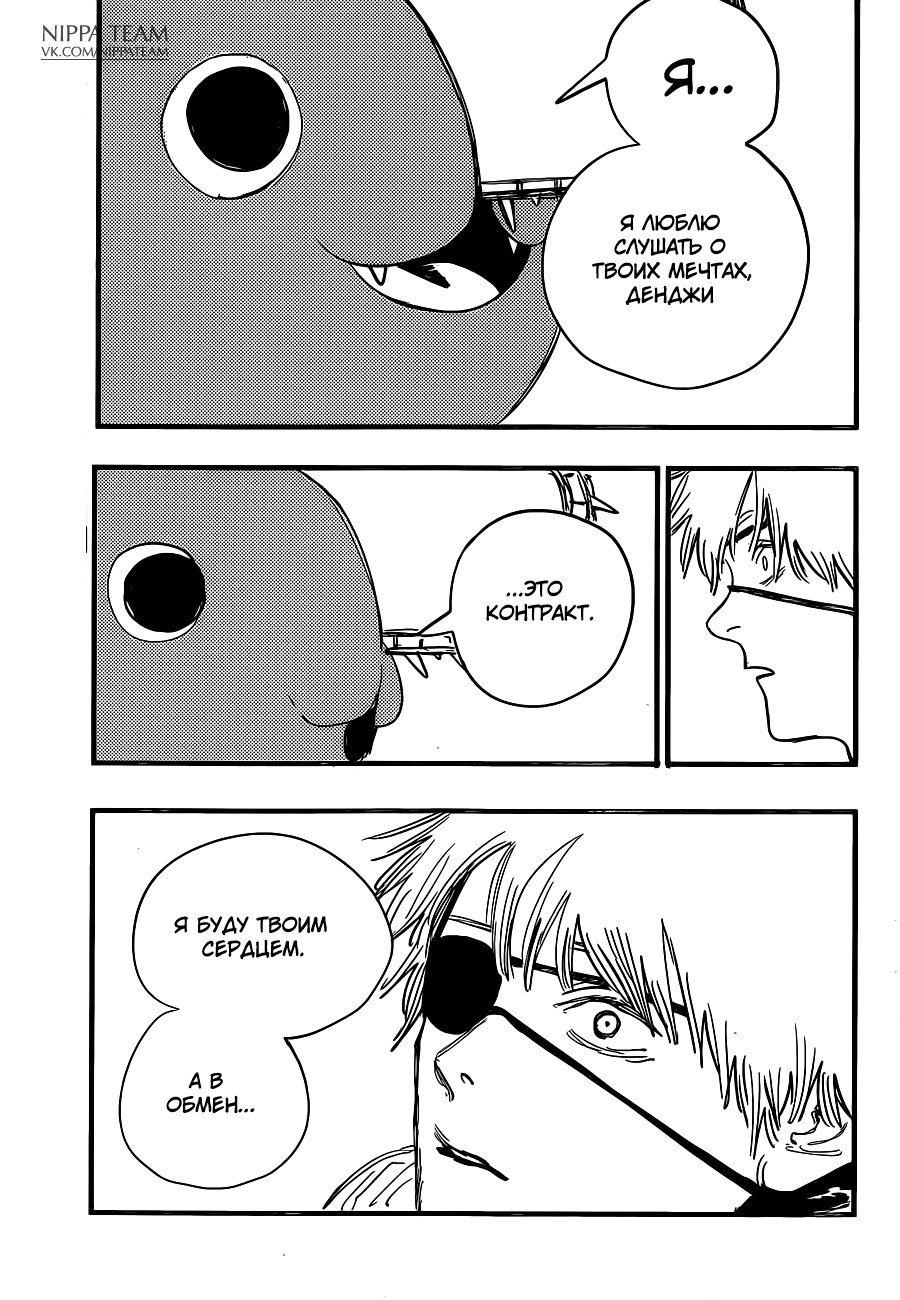 NIPPA TEAM
VK.COM/NIPPATEAM
Я...
Я ЛЮБЛЮ
СЛУШАТЬ О
ТВОИХ МЕЧТАХ,
ДЕНДЖИ
...ЭТО
КОНТРАКТ.
Я БУДУ ТВОИМ
СЕРДЦЕМ.
А В
ОБМЕН...